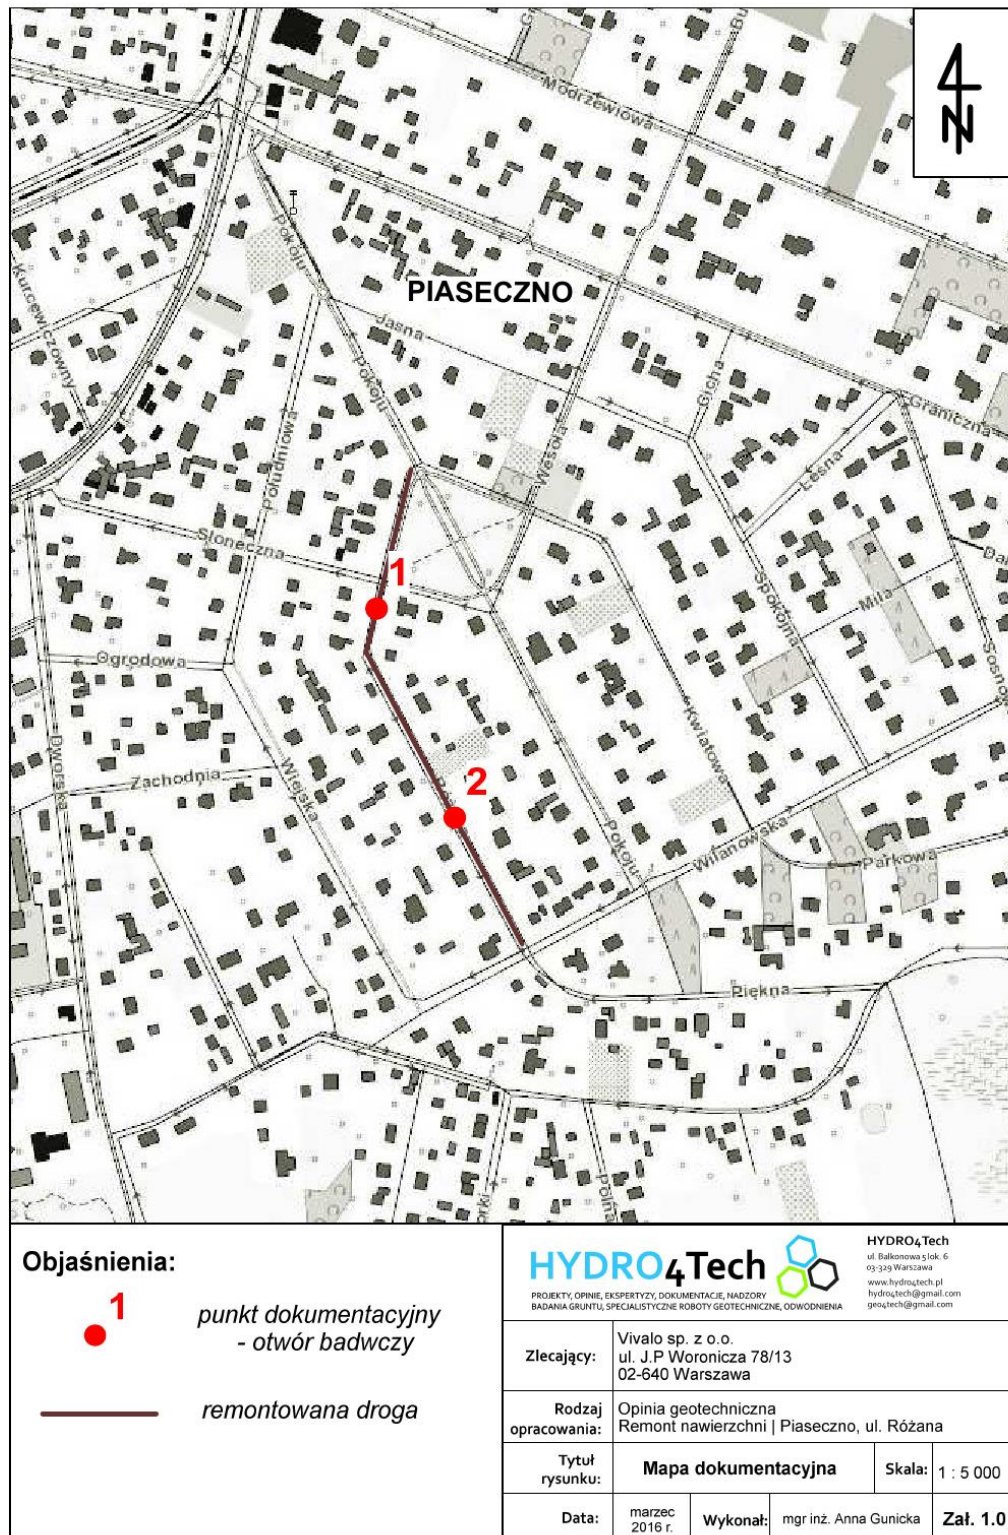 Modrzewiowa
N
Pokoju
PIASECZNO
Kurcewiczówny
Jasna
Pokoju
Cicha
Graniczna
Południowa
Wesoła
Leśna
Słoneczna
1
Spokojna
Miła
Ogrodowa
Sosnowa
Dworska
Zachodnia
Wiejska
Kwiatowa
2
Pokoju
Wilanowska
Parkowa
Piękna
Polna
Objaśnienia:
1
punkt dokumentacyjny
- otwór badwczy
remontowana droga
HYDRO4Tech
PROJEKTY, OPINIE, EKSPERTYZY, DOKUMENTACJE, NADZORY
BADANIA GRUNTU, SPECJALISTYCZNE ROBOTY GEOTECHNICZNE, ODWODNIENIA
HYDRO4Tech
ul. Balkonowa 5 lok. 6
03-329 Warszawa
www.hydro4tech.pl
hydro4tech@gmail.com
geo4tech@gmail.com
Zlecający:
Vivalo sp. z o.o.
ul. J.P Woronicza 78/13
02-640 Warszawa
Rodzaj
opracowania:
Opinia geotechniczna
Remont nawierzchni | Piaseczno, ul. Różana
Tytuł
rysunku:
Mapa dokumentacyjna
Skala:
1 : 5 000
Data:
marzec
2016 r.
Wykonał:
mgr inż. Anna Gunicka
Zał. 1.0